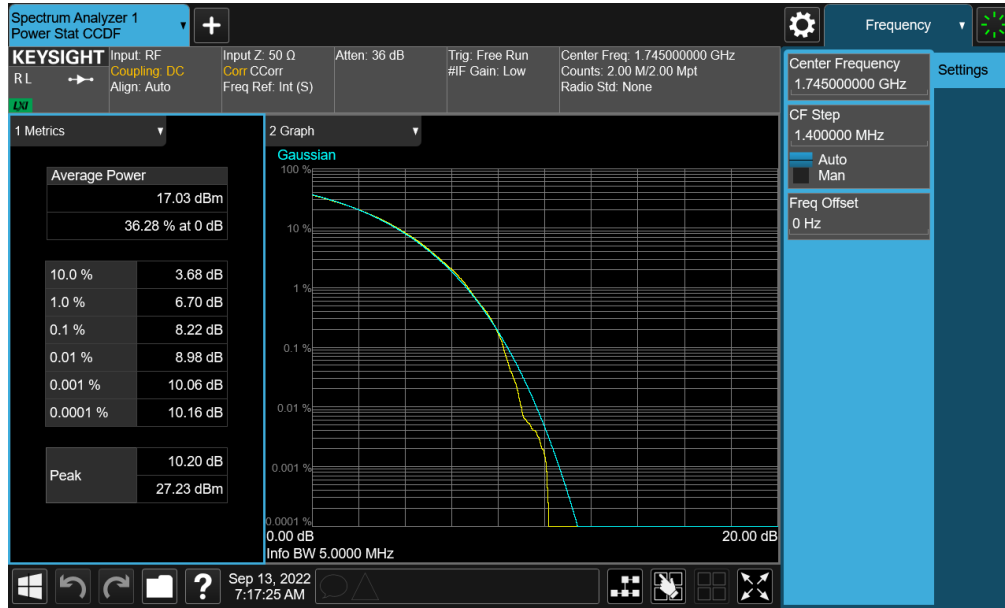 Spectrum Analyzer 1
Power Stat CCDF
Frequency
KEYSIGHT
R L
LXI
Input: RF
Coupling: DC
Align: Auto
Input Z: 50 Ω
Corr CCorr
Freq Ref: Int (S)
Atten: 36 dB
Trig: Free Run
#IF Gain: Low
Center Freq: 1.745000000 GHz
Counts: 2.00 M/2.00 Mpt
Radio Std: None
Center Frequency
1.745000000 GHz
Settings
CF Step
1.400000 MHz
Auto
Man
Freq Offset
0 Hz
1 Metrics
Average Power
17.03 dBm
36.28 % at 0 dB
10.0 % 3.68 dB
1.0 % 6.70 dB
0.1 % 8.22 dB
0.01 % 8.98 dB
0.001 % 10.06 dB
0.0001 % 10.16 dB
Peak
10.20 dB
27.23 dBm
2 Graph
Gaussian
100 %
10 %
1 %
0.1 %
0.01 %
0.001 %
0.0001 %
0.00 dB 20.00 dB
Info BW 5.0000 MHz
?
Sep 13, 2022
7:17:25 AM